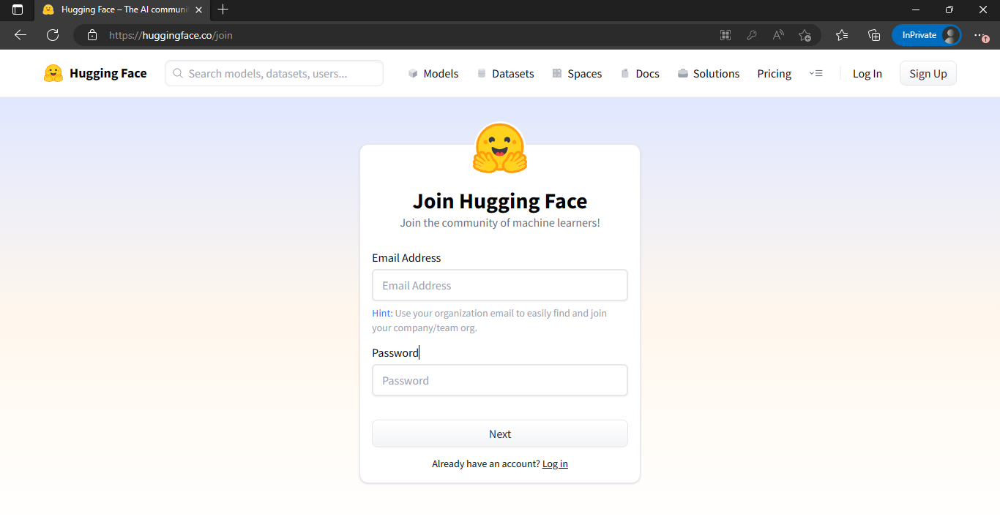 Hugging Face – The AI communi
https://huggingface.co/join
InPrivate
Hugging Face
Search models, datasets, users...
Models
Datasets
Spaces
Docs
Solutions
Pricing
Log In
Sign Up
Join Hugging Face
Join the community of machine learners!
Email Address
Email Address
Hint: Use your organization email to easily find and join
your company/team org.
Password
Password
Next
Already have an account? Log in